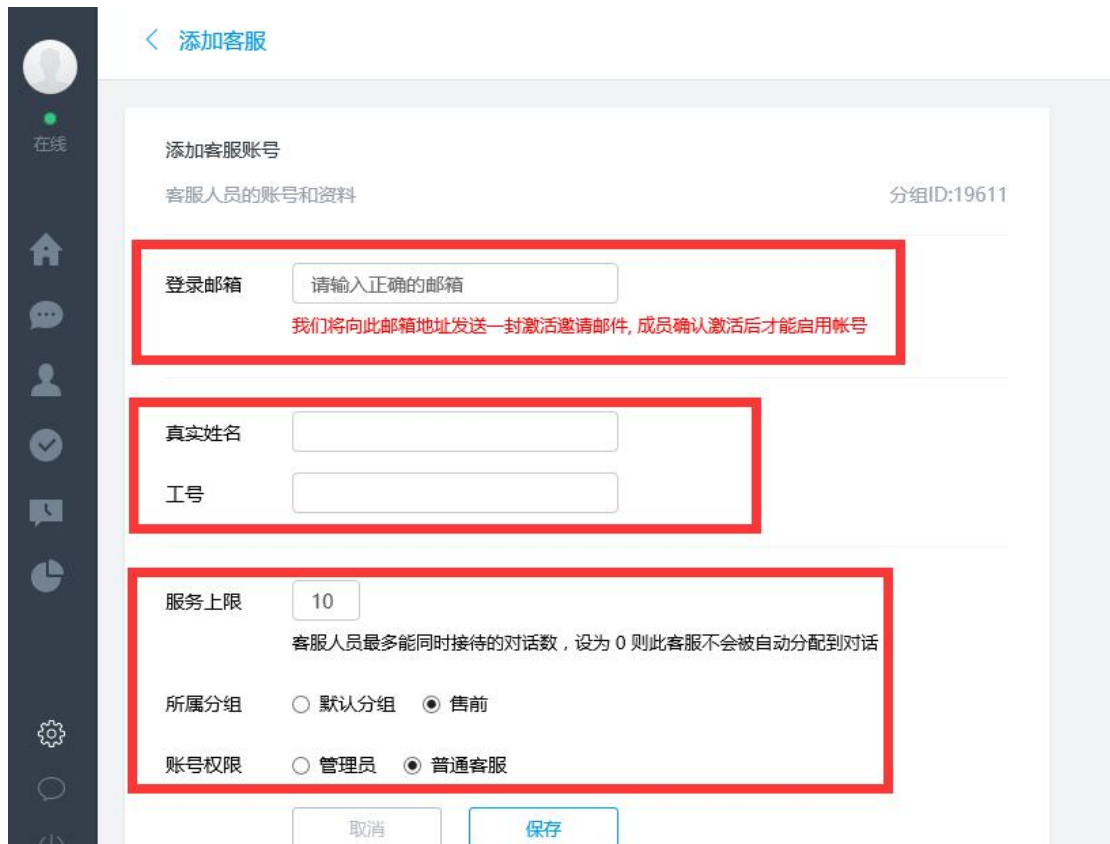 添加客服
在线
添加客服账号
客服人员的账号和资料 分组ID:19611
登录邮箱 请输入正确的邮箱
我们将向此邮箱地址发送一封激活邀请邮件, 成员确认激活后才能启用帐号
真实姓名
工号
服务上限 10
客服人员最多能同时接待的对话数，设为 0 则此客服不会被自动分配到对话
所属分组 默认分组 售前
账号权限 管理员 普通客服
取消 保存